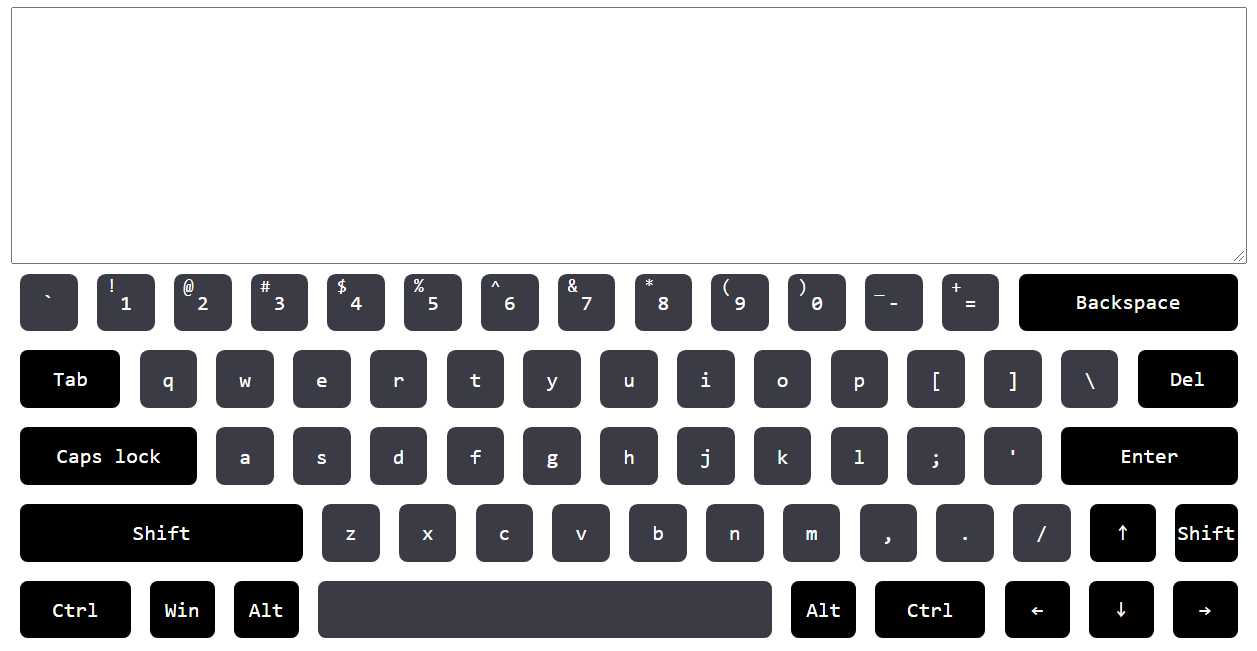 ` ! 1 @ 2 # 3 $ 4 % 5 ^ 6 & 7 * 8 ( 9 ) 0 _ - + = Backspace
Tab q w e r t y u i o p [ ] \ Del
Caps lock a s d f g h j k l ; ' Enter
Shift z x c v b n m , . / ↑ Shift
Ctrl Win Alt Alt Ctrl ← ↓ →